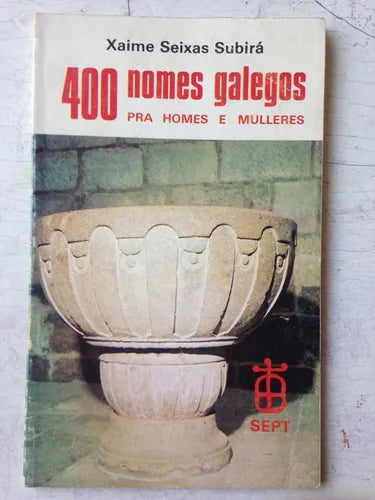 Xaime Seixas Subirá
400 nomes galegos
PRA HOMES E MULLERES
SEPT